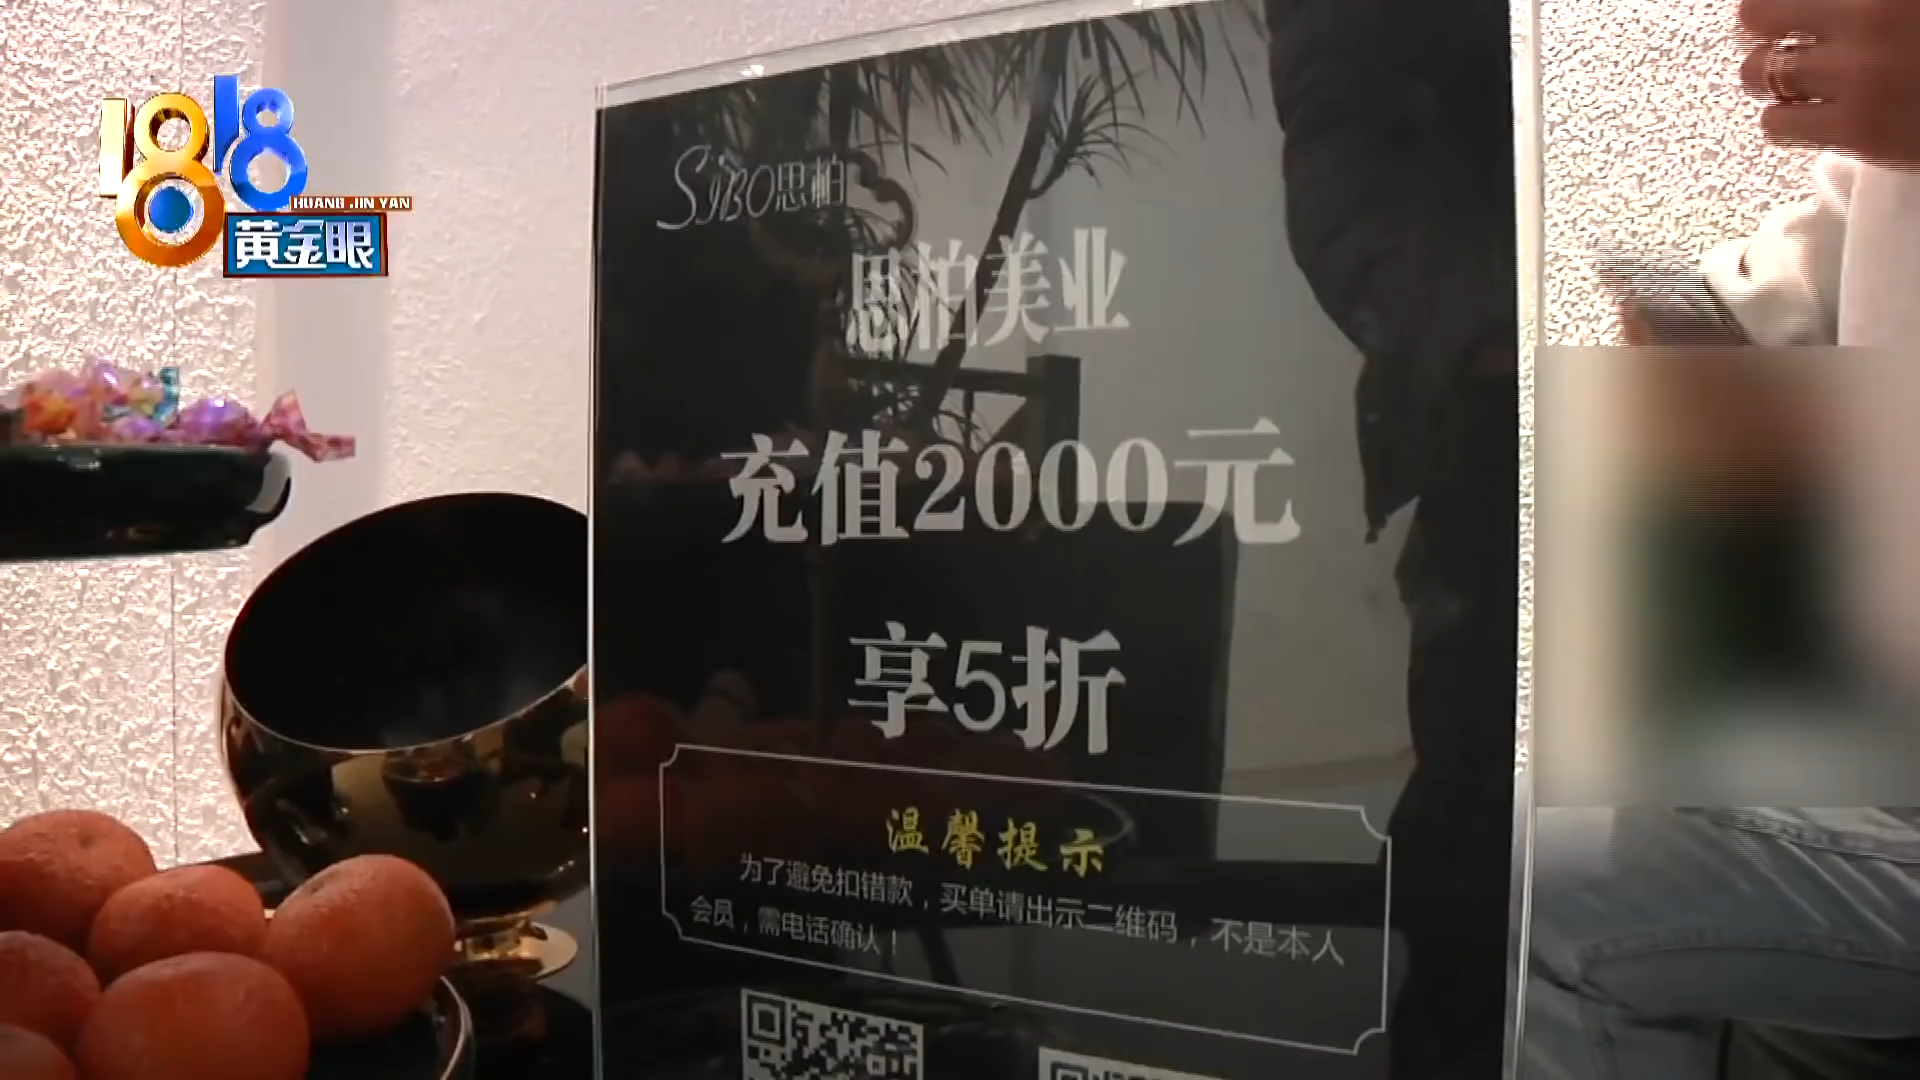 1818
HUANG JIN YAN
黄金眼
SIBO思柏
思柏美业
充值2000元
享5折
温馨提示
为了避免扣错款，买单请出示二维码，不是本人
会员，需电话确认！